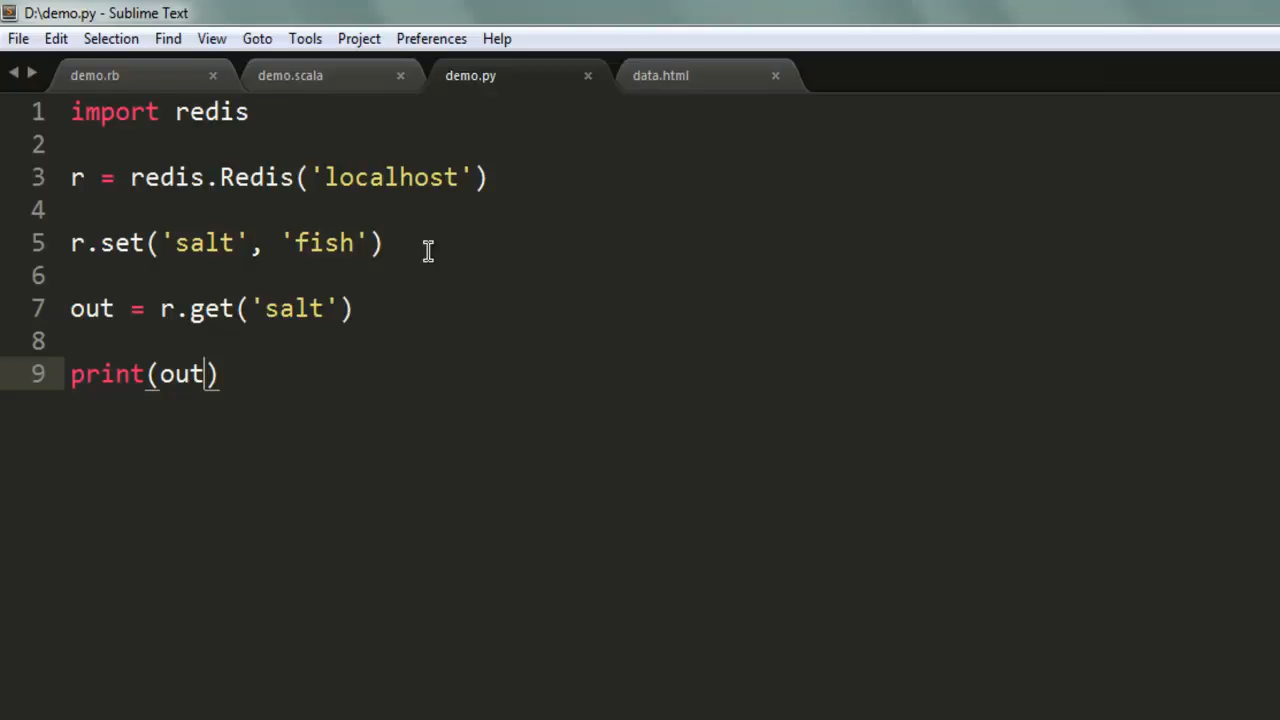 D:\demo.py - Sublime Text
File Edit Selection Find View Goto Tools Project Preferences Help
demo.rb × demo.scala × demo.py × data.html ×
1 import redis
2
3 r = redis.Redis('localhost')
4
5 r.set('salt', 'fish')
6
7 out = r.get('salt')
8
9 print(out)